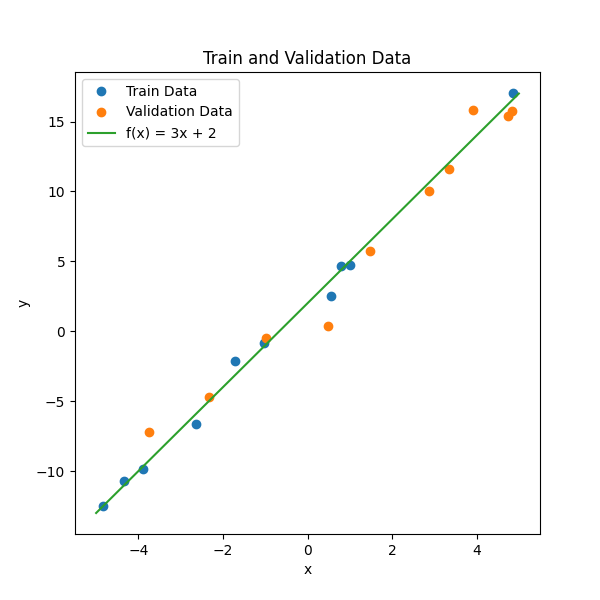 Train and Validation Data
Train Data
Validation Data
f(x) = 3x + 2
15
10
5
0
−5
−10
y
−4
−2
0
2
4
x